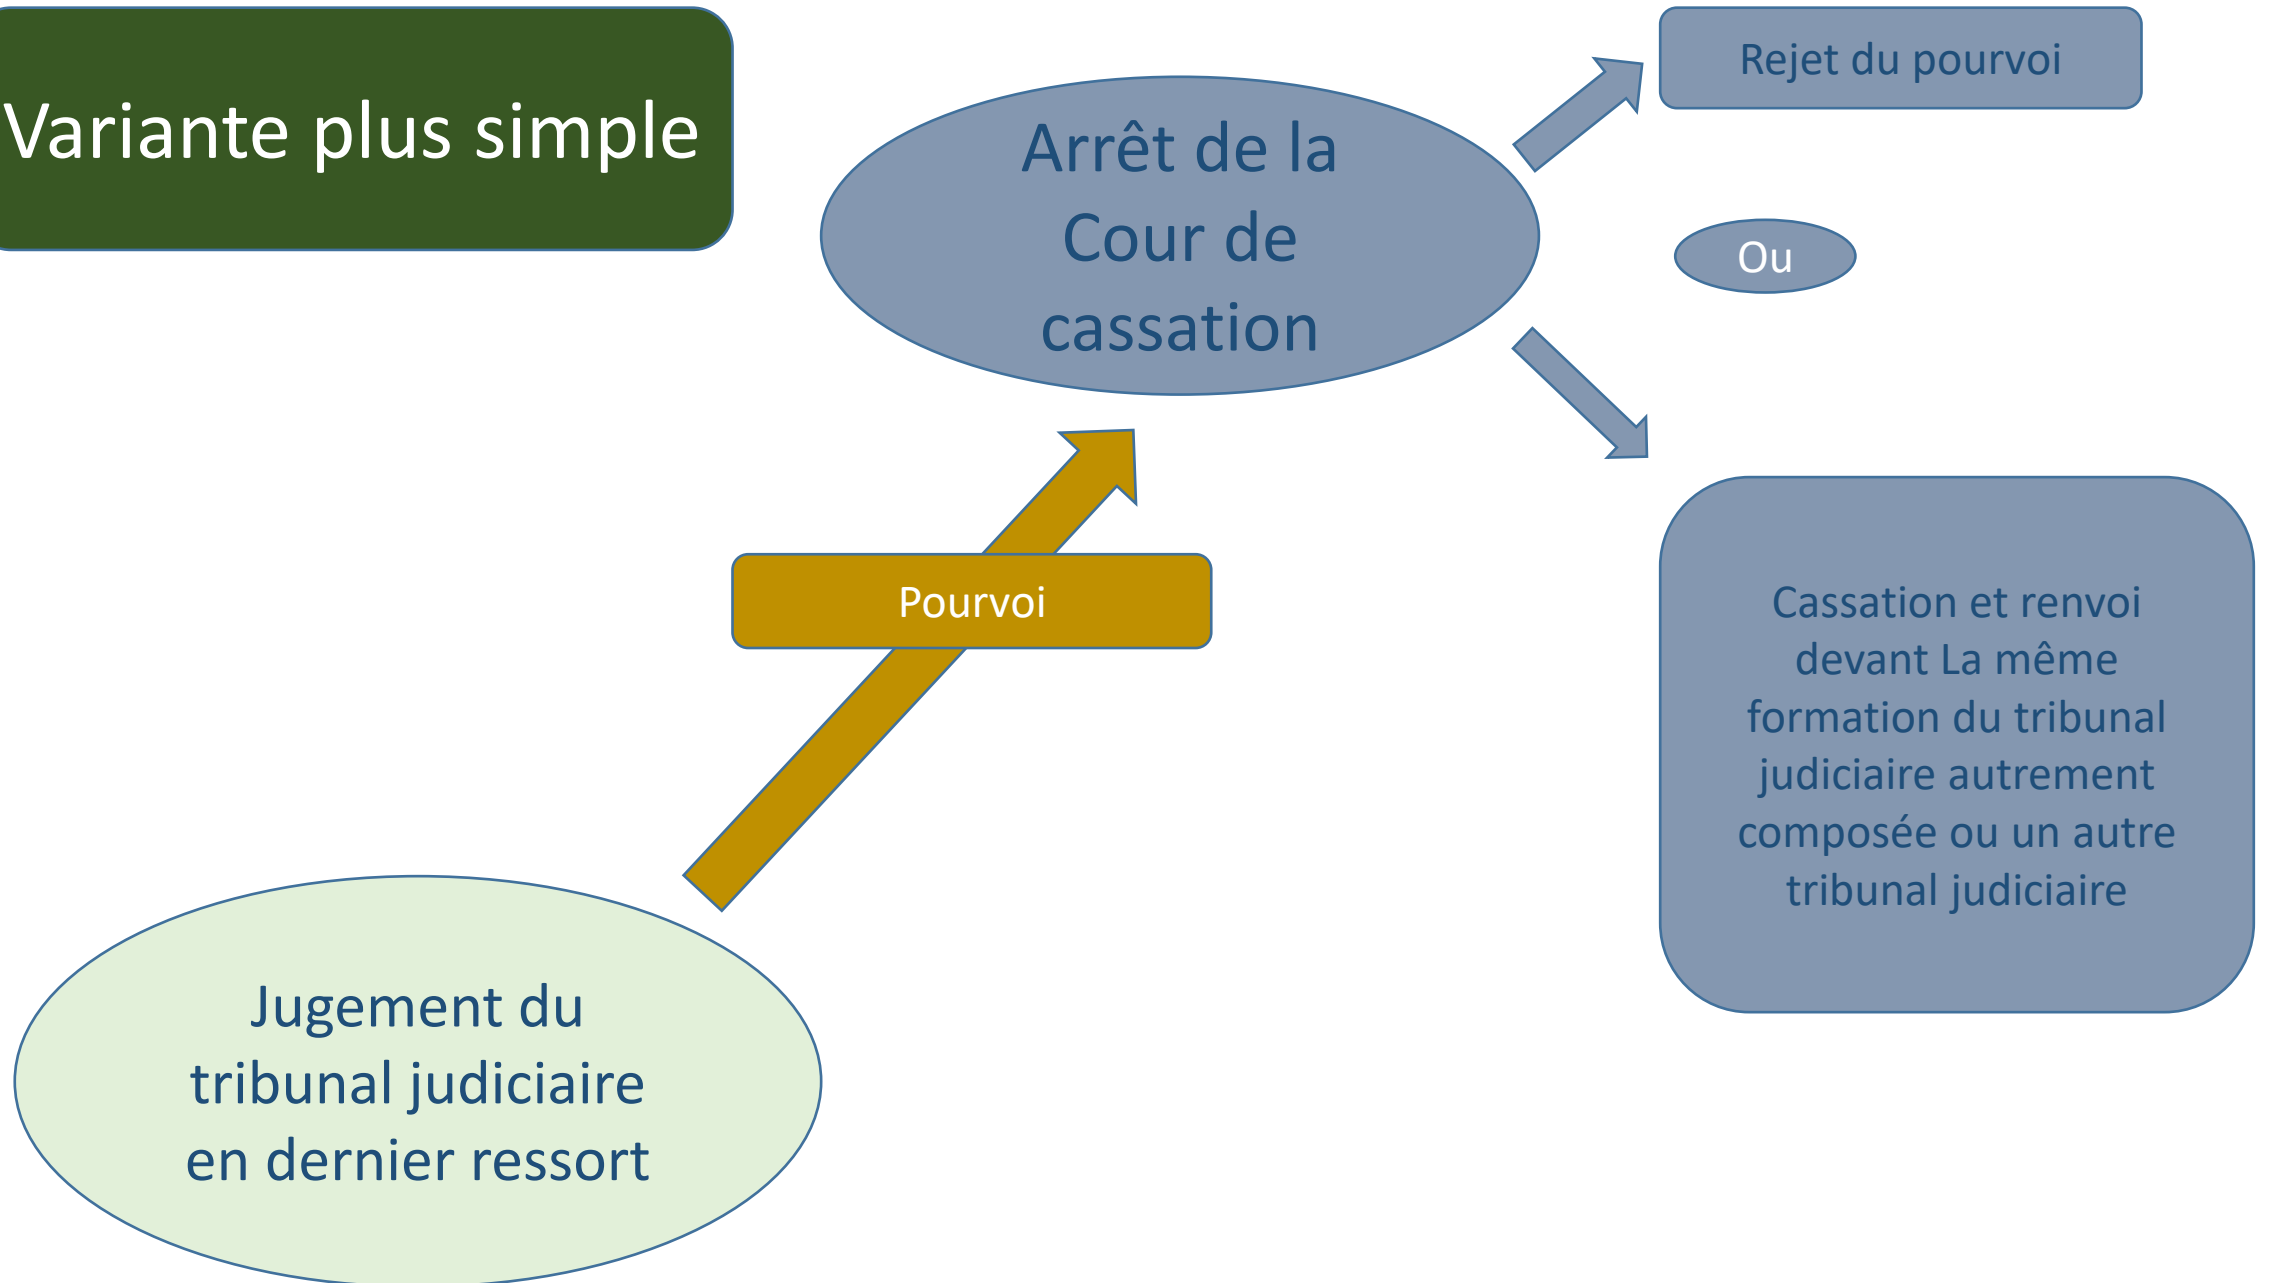 Variante plus simple
Arrêt de la
Cour de
cassation
Rejet du pourvoi
Ou
Pourvoi
Cassation et renvoi
devant La même
formation du tribunal
judiciaire autrement
composée ou un autre
tribunal judiciaire
Jugement du
tribunal judiciaire
en dernier ressort